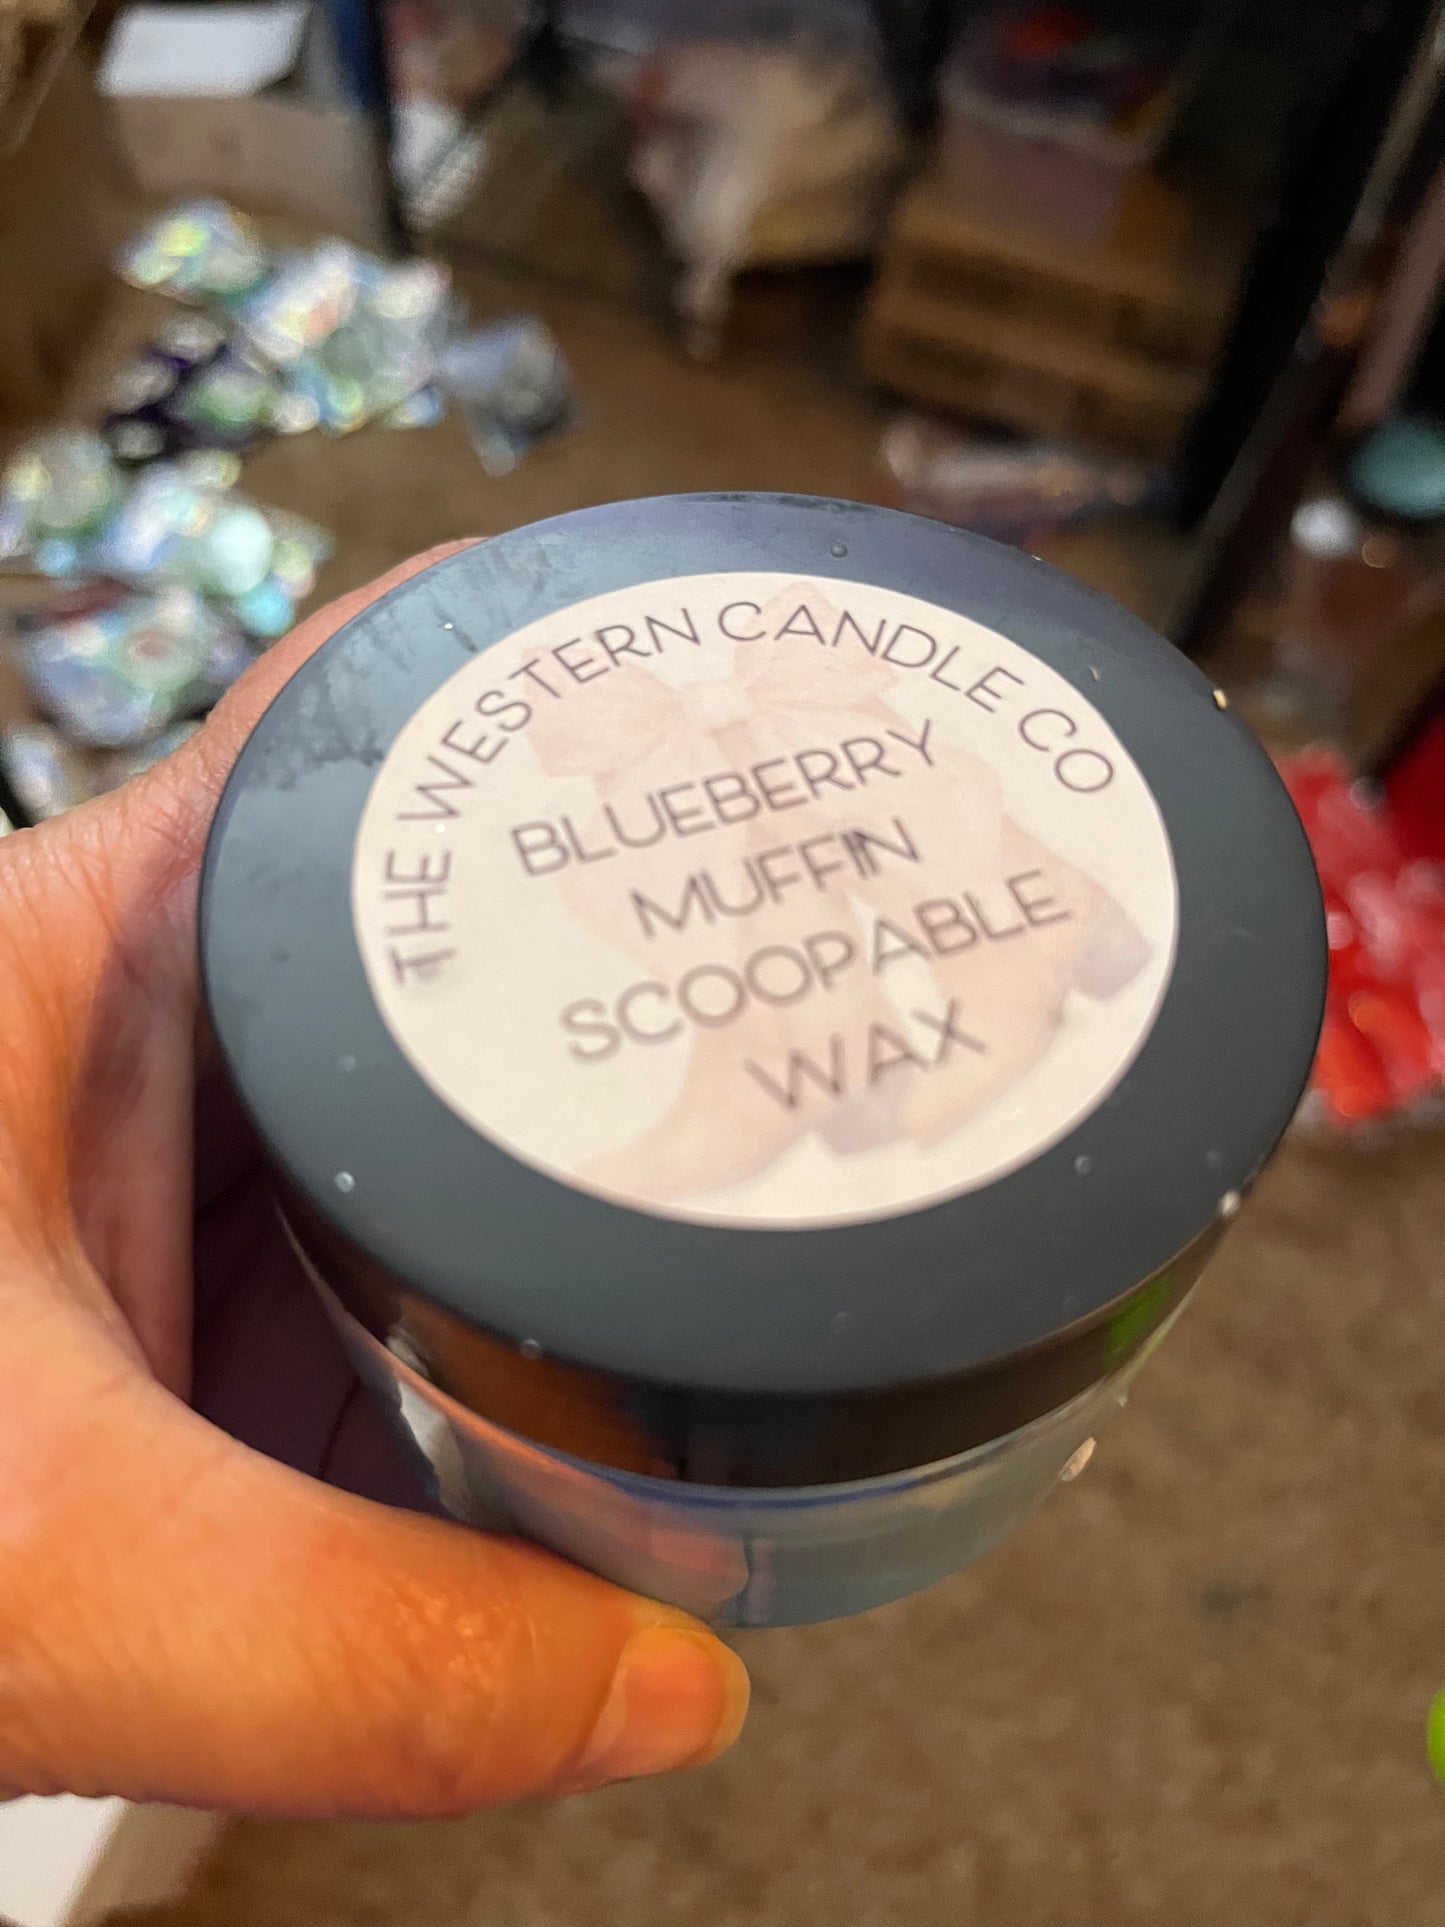 THE WESTERN CANDLE CO
BLUEBERRY
MUFFIN
SCOOPABLE
WAX